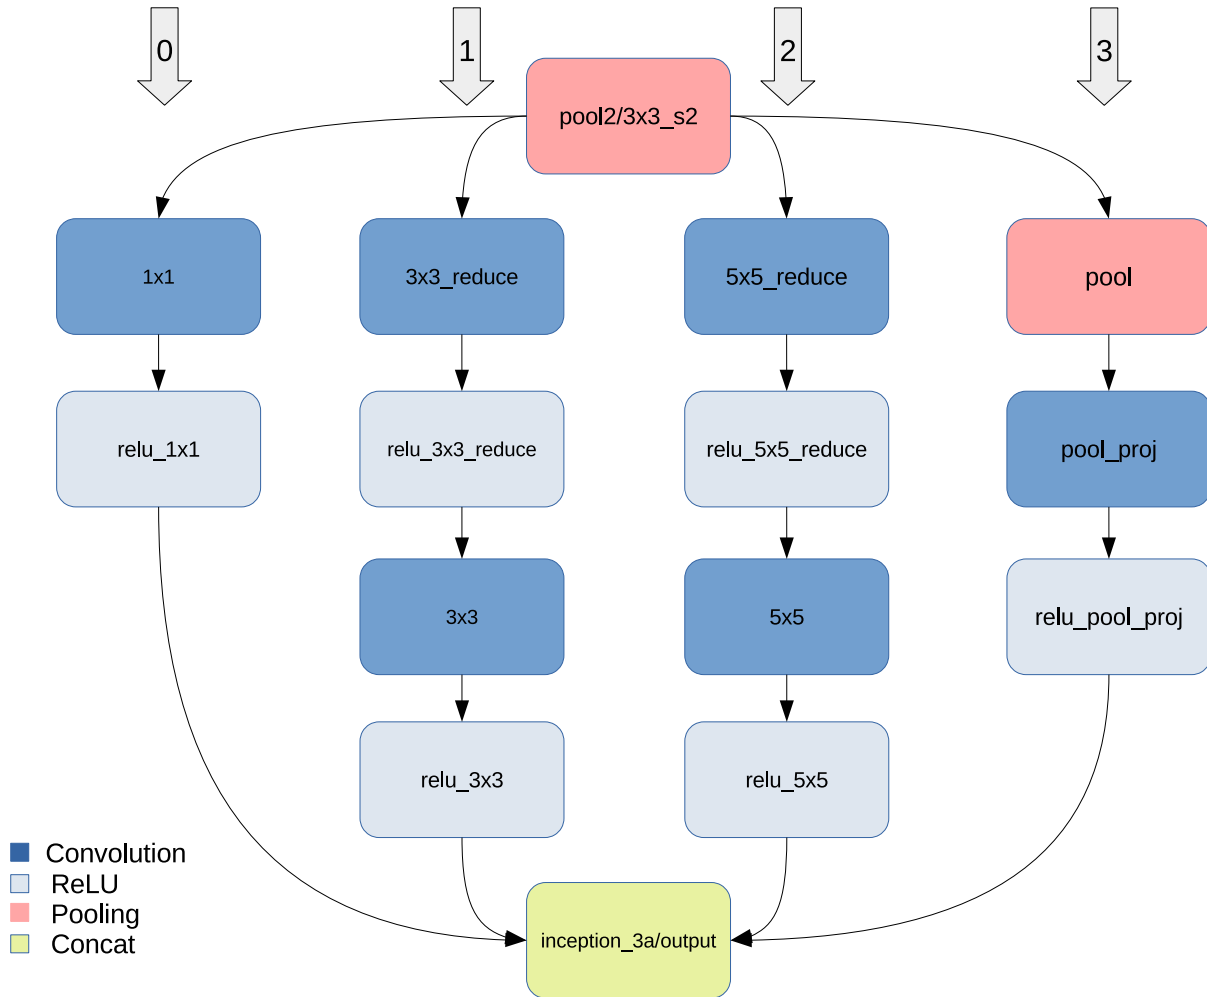 0
1
2
3
pool2/3x3_s2
1x1
3x3_reduce
5x5_reduce
pool
relu_1x1
relu_3x3_reduce
relu_5x5_reduce
pool_proj
3x3
5x5
relu_pool_proj
relu_3x3
relu_5x5
Convolution
ReLU
Pooling
Concat
inception_3a/output